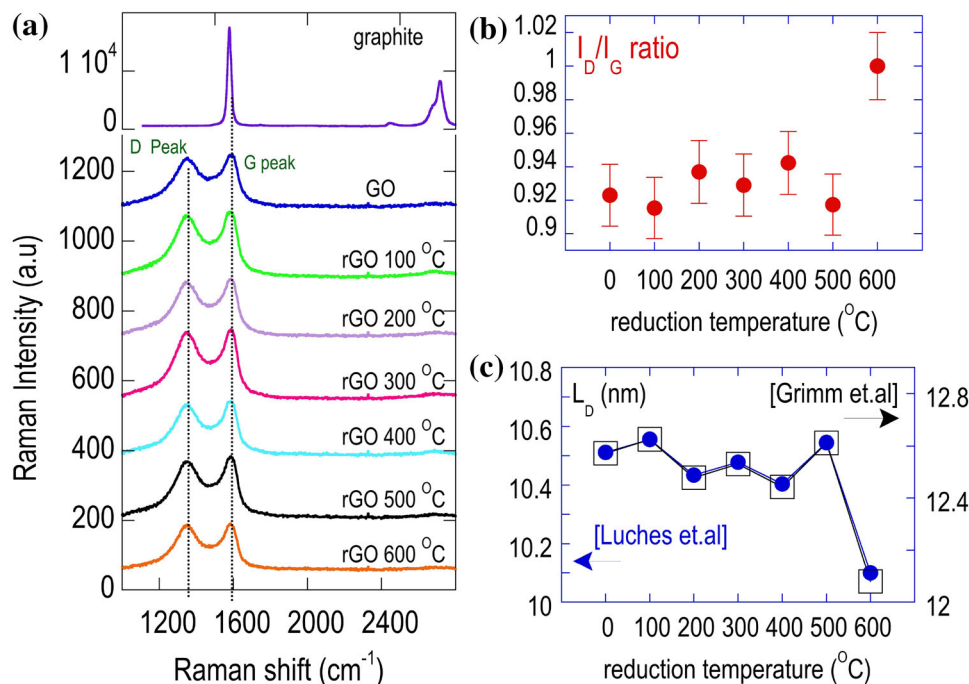 (a)
graphite
1 10⁴
0
D Peak
G peak
1200
GO
1000
rGO 100 °C
800
rGO 200 °C
600
rGO 300 °C
400
rGO 400 °C
200
rGO 500 °C
0
rGO 600 °C
1200 1600 2000 2400
Raman Intensity (a.u)
Raman shift (cm⁻¹)
(b)
I_D/I_G ratio
1.02
1
0.98
0.96
0.94
0.92
0.9
0 100 200 300 400 500 600
reduction temperature (°C)
(c)
L_D (nm)
[Grimm et.al]
[Luches et.al]
10.8
10.6
10.4
10.2
10
12.8
12.4
12
0 100 200 300 400 500 600
reduction temperature (°C)